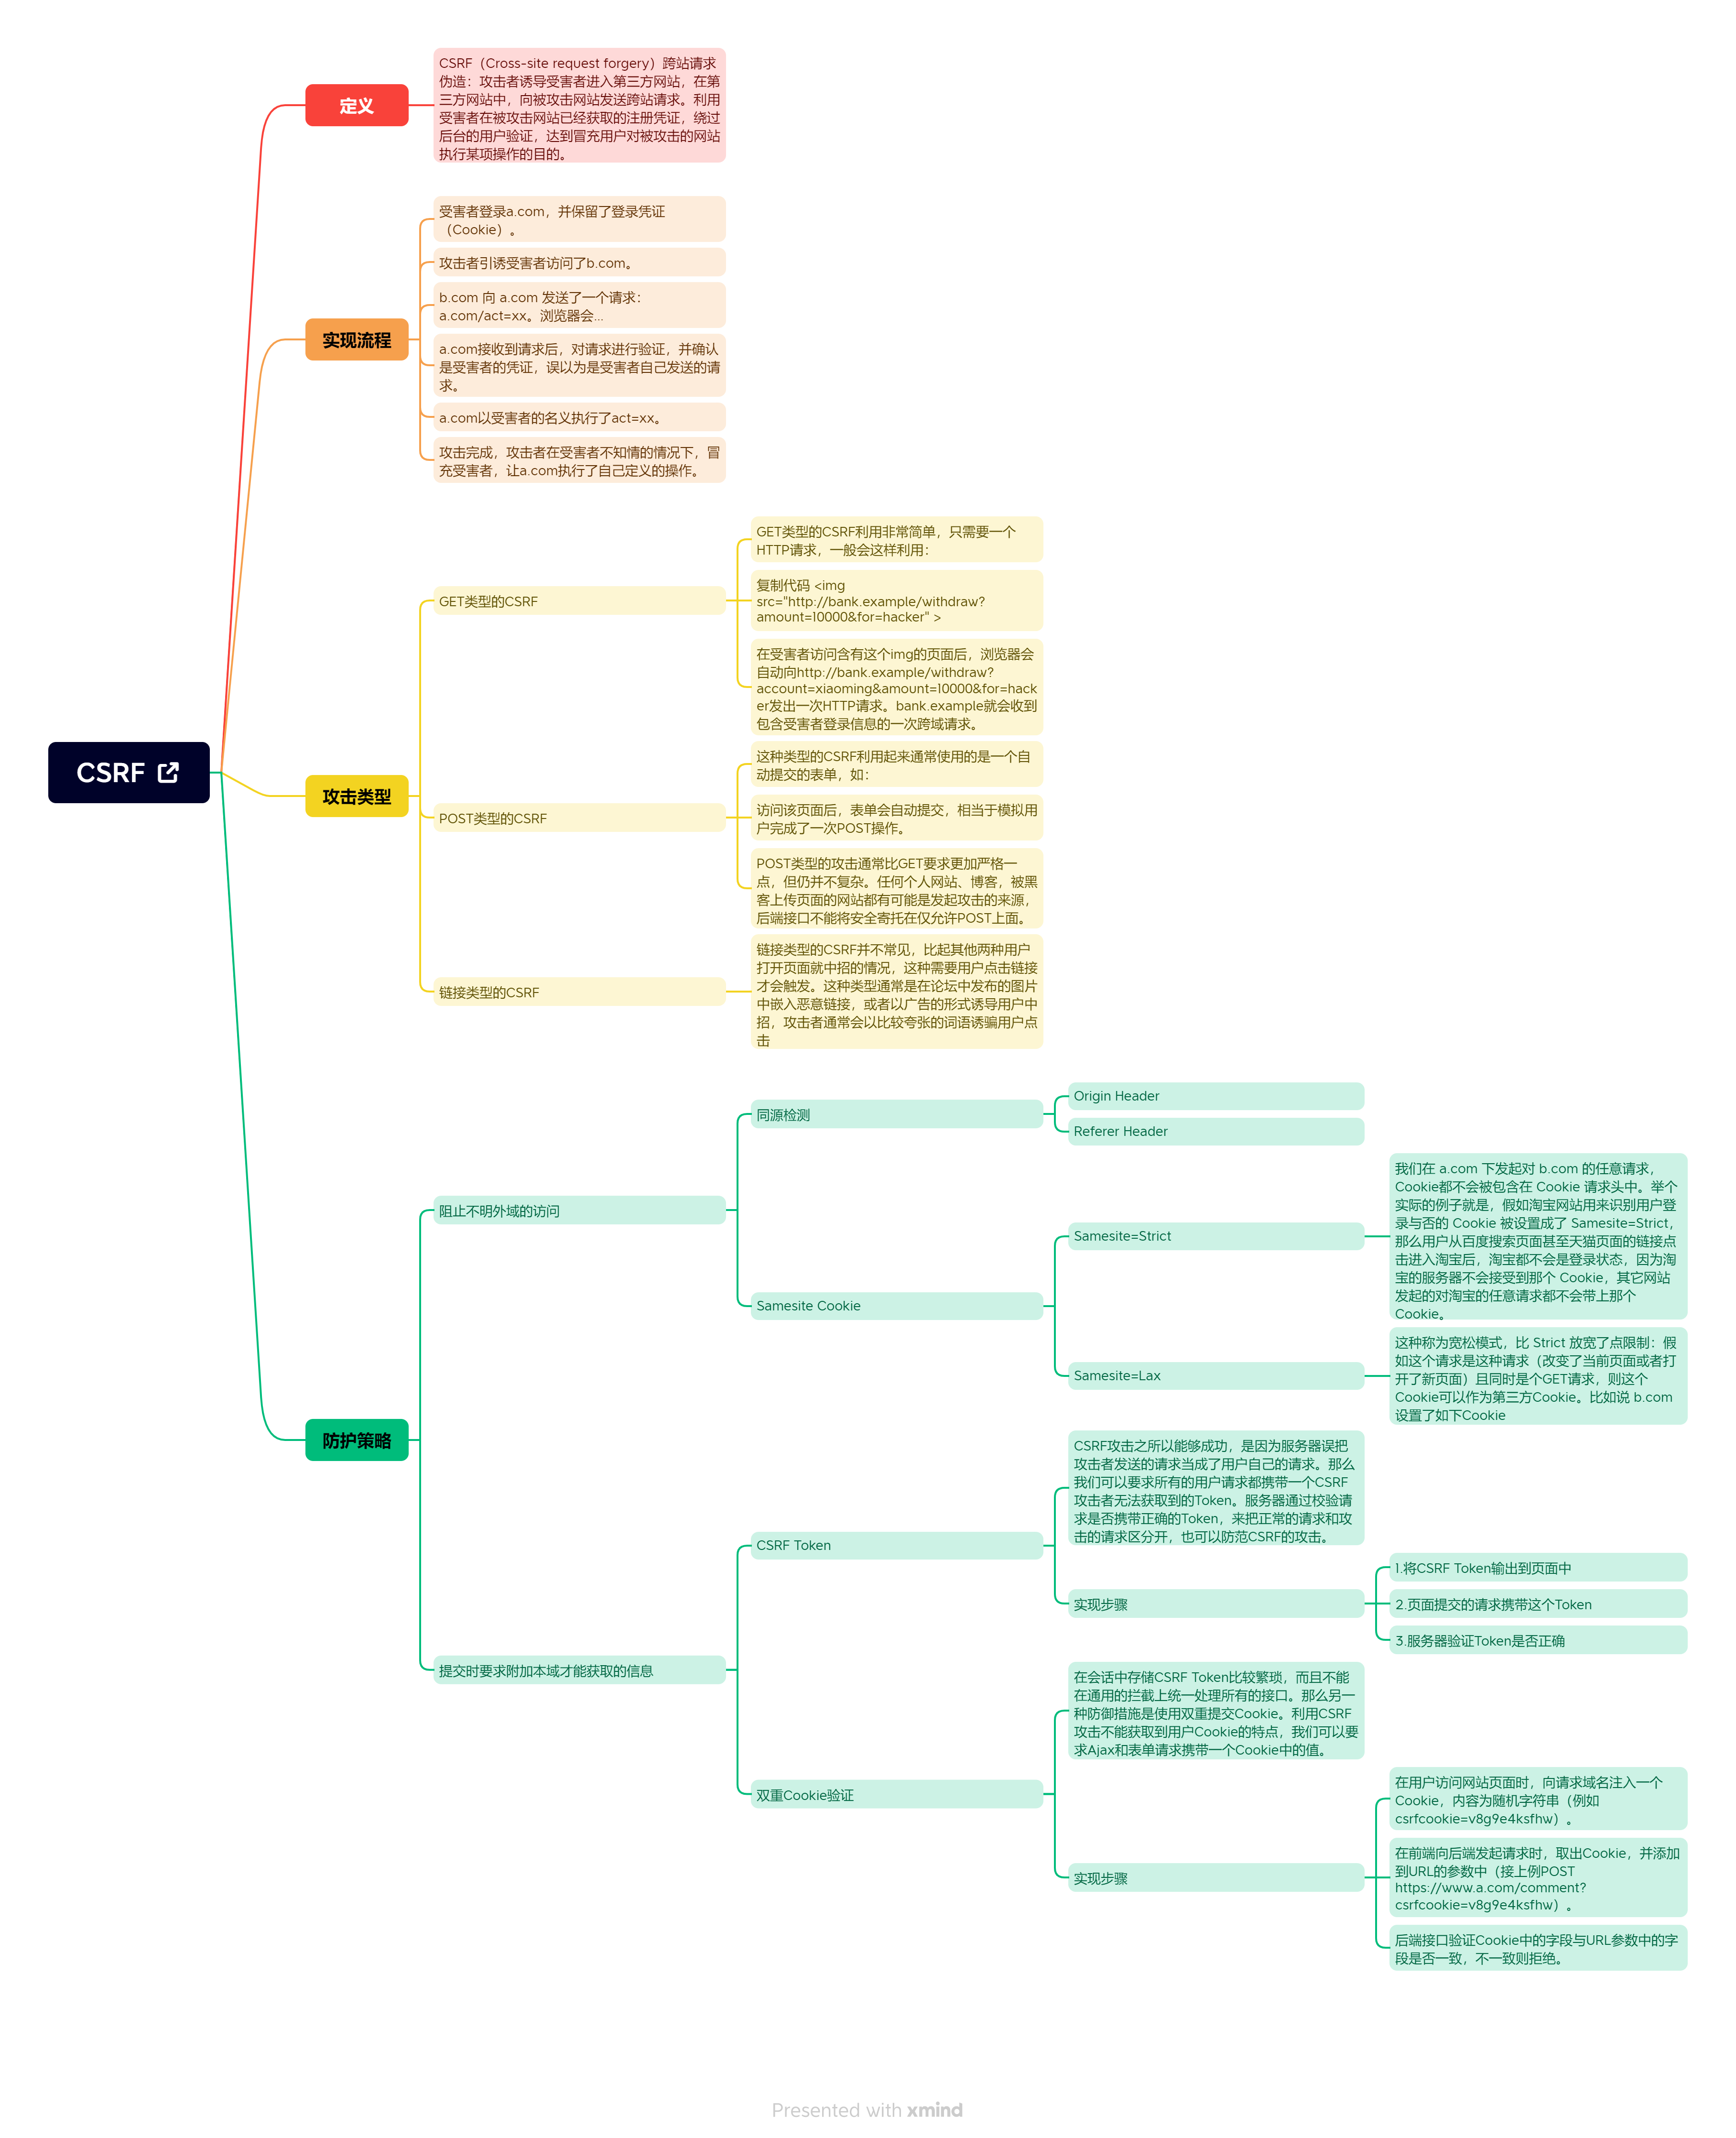 CSRF
定义
CSRF（Cross-site request forgery）跨站请求
伪造：攻击者诱导受害者进入第三方网站，在第
三方网站中，向被攻击网站发送跨站请求。利用
受害者在被攻击网站已经获取的注册凭证，绕过
后台的用户验证，达到冒充用户对被攻击的网站
执行某项操作的目的。
实现流程
受害者登录a.com，并保留了登录凭证
（Cookie）。
攻击者引诱受害者访问了b.com。
b.com 向 a.com 发送了一个请求：
a.com/act=xx。浏览器会...
a.com接收到请求后，对请求进行验证，并确认
是受害者的凭证，误以为是受害者自己发送的请
求。
a.com以受害者的名义执行了act=xx。
攻击完成，攻击者在受害者不知情的情况下，冒
充受害者，让a.com执行了自己定义的操作。
攻击类型
GET类型的CSRF
GET类型的CSRF利用非常简单，只需要一个
HTTP请求，一般会这样利用：
复制代码 <img
src="http://bank.example/withdraw?
amount=10000&for=hacker" >
在受害者访问含有这个img的页面后，浏览器会
自动向http://bank.example/withdraw?
account=xiaoming&amount=10000&for=hack
er发出一次HTTP请求。bank.example就会收到
包含受害者登录信息的一次跨域请求。
POST类型的CSRF
这种类型的CSRF利用起来通常使用的是一个自
动提交的表单，如：
访问该页面后，表单会自动提交，相当于模拟用
户完成了一次POST操作。
POST类型的攻击通常比GET要求更加严格一
点，但仍并不复杂。任何个人网站、博客，被黑
客上传页面的网站都有可能是发起攻击的来源，
后端接口不能将安全寄托在仅允许POST上面。
链接类型的CSRF
链接类型的CSRF并不常见，比起其他两种用户
打开页面就中招的情况，这种需要用户点击链接
才会触发。这种类型通常是在论坛中发布的图片
中嵌入恶意链接，或者以广告的形式诱导用户中
招，攻击者通常会以比较夸张的词语诱骗用户点
击
防护策略
阻止不明外域的访问
同源检测
Origin Header
Referer Header
Samesite Cookie
Samesite=Strict
我们在 a.com 下发起对 b.com 的任意请求，
Cookie都不会被包含在 Cookie 请求头中。举个
实际的例子就是，假如淘宝网站用来识别用户登
录与否的 Cookie 被设置成了 Samesite=Strict，
那么用户从百度搜索页面甚至天猫页面的链接点
击进入淘宝后，淘宝都不会是登录状态，因为淘
宝的服务器不会接受到那个 Cookie，其它网站
发起的对淘宝的任意请求都不会带上那个
Cookie。
Samesite=Lax
这种称为宽松模式，比 Strict 放宽了点限制：假
如这个请求是这种请求（改变了当前页面或者打
开了新页面）且同时是个GET请求，则这个
Cookie可以作为第三方Cookie。比如说 b.com
设置了如下Cookie
提交时要求附加本域才能获取的信息
CSRF Token
CSRF攻击之所以能够成功，是因为服务器误把
攻击者发送的请求当成了用户自己的请求。那么
我们可以要求所有的用户请求都携带一个CSRF
攻击者无法获取到的Token。服务器通过校验请
求是否携带正确的Token，来把正常的请求和攻
击的请求区分开，也可以防范CSRF的攻击。
实现步骤
1.将CSRF Token输出到页面中
2.页面提交的请求携带这个Token
3.服务器验证Token是否正确
双重Cookie验证
在会话中存储CSRF Token比较繁琐，而且不能
在通用的拦截上统一处理所有的接口。那么另一
种防御措施是使用双重提交Cookie。利用CSRF
攻击不能获取到用户Cookie的特点，我们可以要
求Ajax和表单请求携带一个Cookie中的值。
实现步骤
在用户访问网站页面时，向请求域名注入一个
Cookie，内容为随机字符串（例如
csrfcookie=v8g9e4ksfhw）。
在前端向后端发起请求时，取出Cookie，并添加
到URL的参数中（接上例POST
https://www.a.com/comment?
csrfcookie=v8g9e4ksfhw）。
后端接口验证Cookie中的字段与URL参数中的字
段是否一致，不一致则拒绝。
Presented with xmind